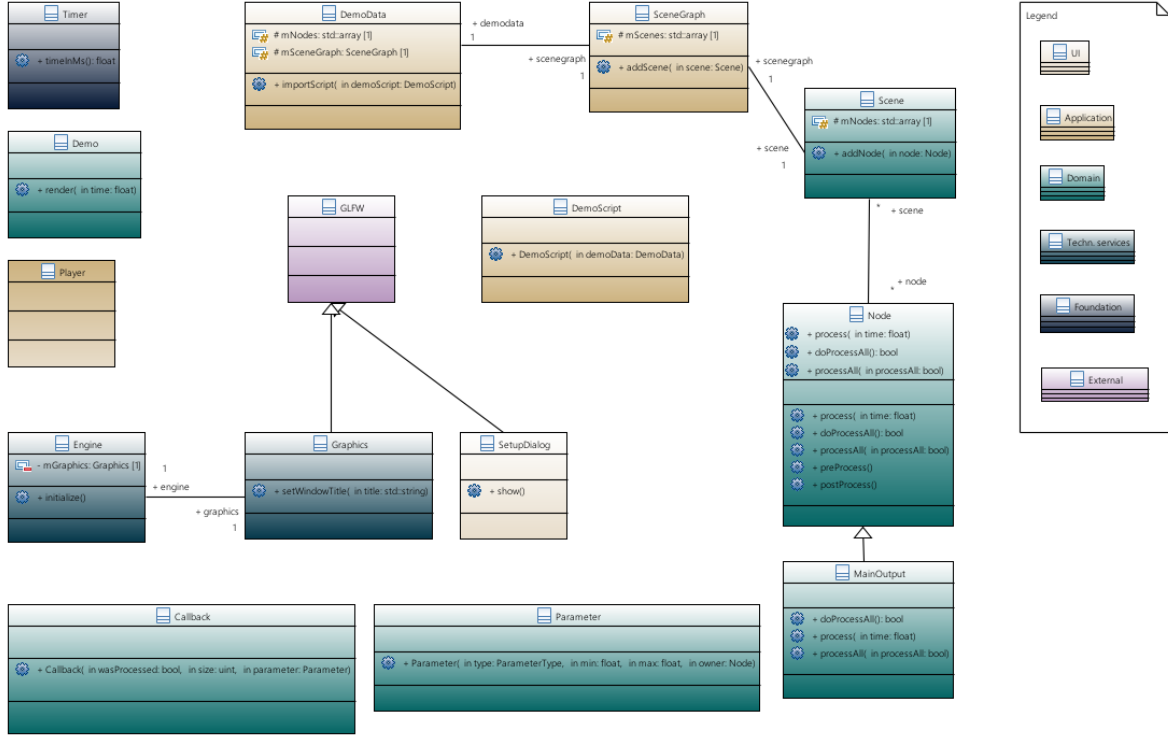 Timer
+ timeInMs(): float
DemoData
# mNodes: std::array [1]
# mSceneGraph: SceneGraph [1]
+ importScript( in demoScript: DemoScript)
+ demodata
1
+ scenegraph
1
SceneGraph
# mScenes: std::array [1]
+ addScene( in scene: Scene)
+ scenegraph
1
+ scene
1
Scene
# mNodes: std::array [1]
+ addNode( in node: Node)
Legend
UI
Application
Domain
Techn. services
Foundation
External
Demo
+ render( in time: float)
GLFW
DemoScript
+ DemoScript( in demoData: DemoData)
* + scene
+ node
*
Player
Node
+ process( in time: float)
+ doProcessAll(): bool
+ processAll( in processAll: bool)
+ process( in time: float)
+ doProcessAll(): bool
+ processAll( in processAll: bool)
+ preProcess()
+ postProcess()
Engine
- mGraphics: Graphics [1]
+ initialize()
1
+ engine
+ graphics
1
Graphics
+ setWindowTitle( in title: std::string)
SetupDialog
+ show()
MainOutput
+ doProcessAll(): bool
+ process( in time: float)
+ processAll( in processAll: bool)
Callback
+ Callback( in wasProcessed: bool, in size: uint, in parameter: Parameter)
Parameter
+ Parameter( in type: ParameterType, in min: float, in max: float, in owner: Node)